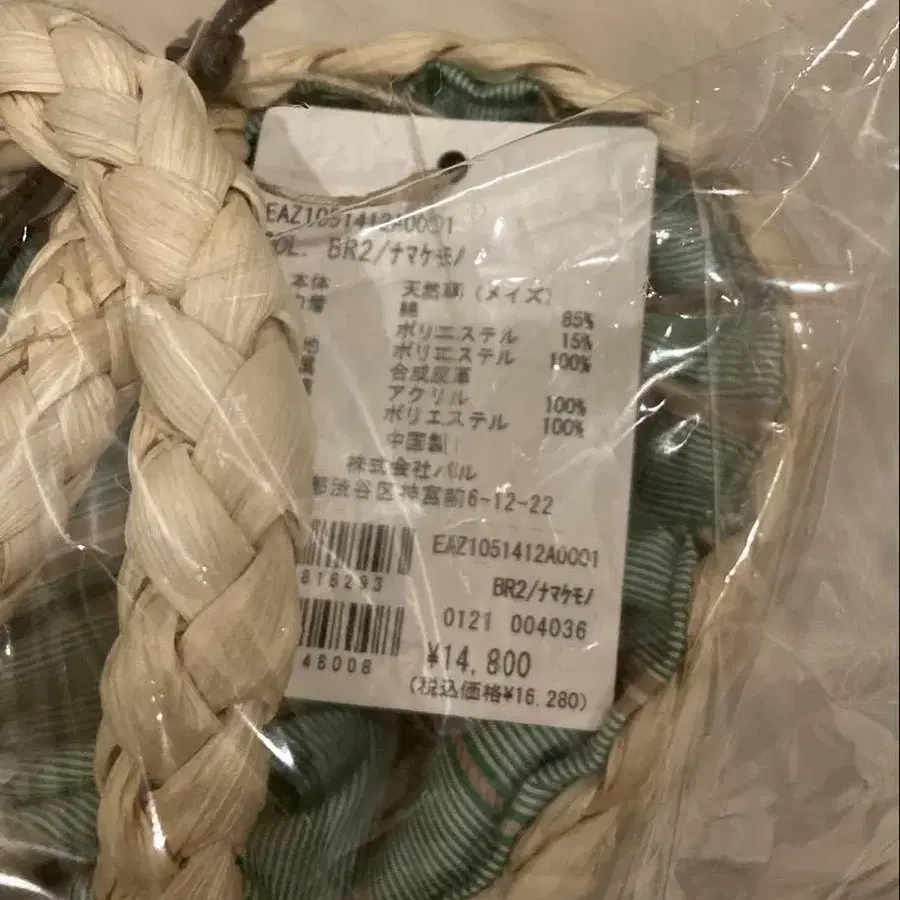 EAZ1051412A0001
COL. BR2/ナマケモノ
本体 天然草 (メイズ) 85%
綿 15%
ポリエステル 100%
ポリエステル
合成皮革
アクリル 100%
ポリエステル 100%
中国製
株式会社パル
都渋谷区神宮前6-12-22
EAZ1051412A0001
816293
BR2/ナマケモノ
0121 004036
48008
¥14,800
(税込価格¥16,280)